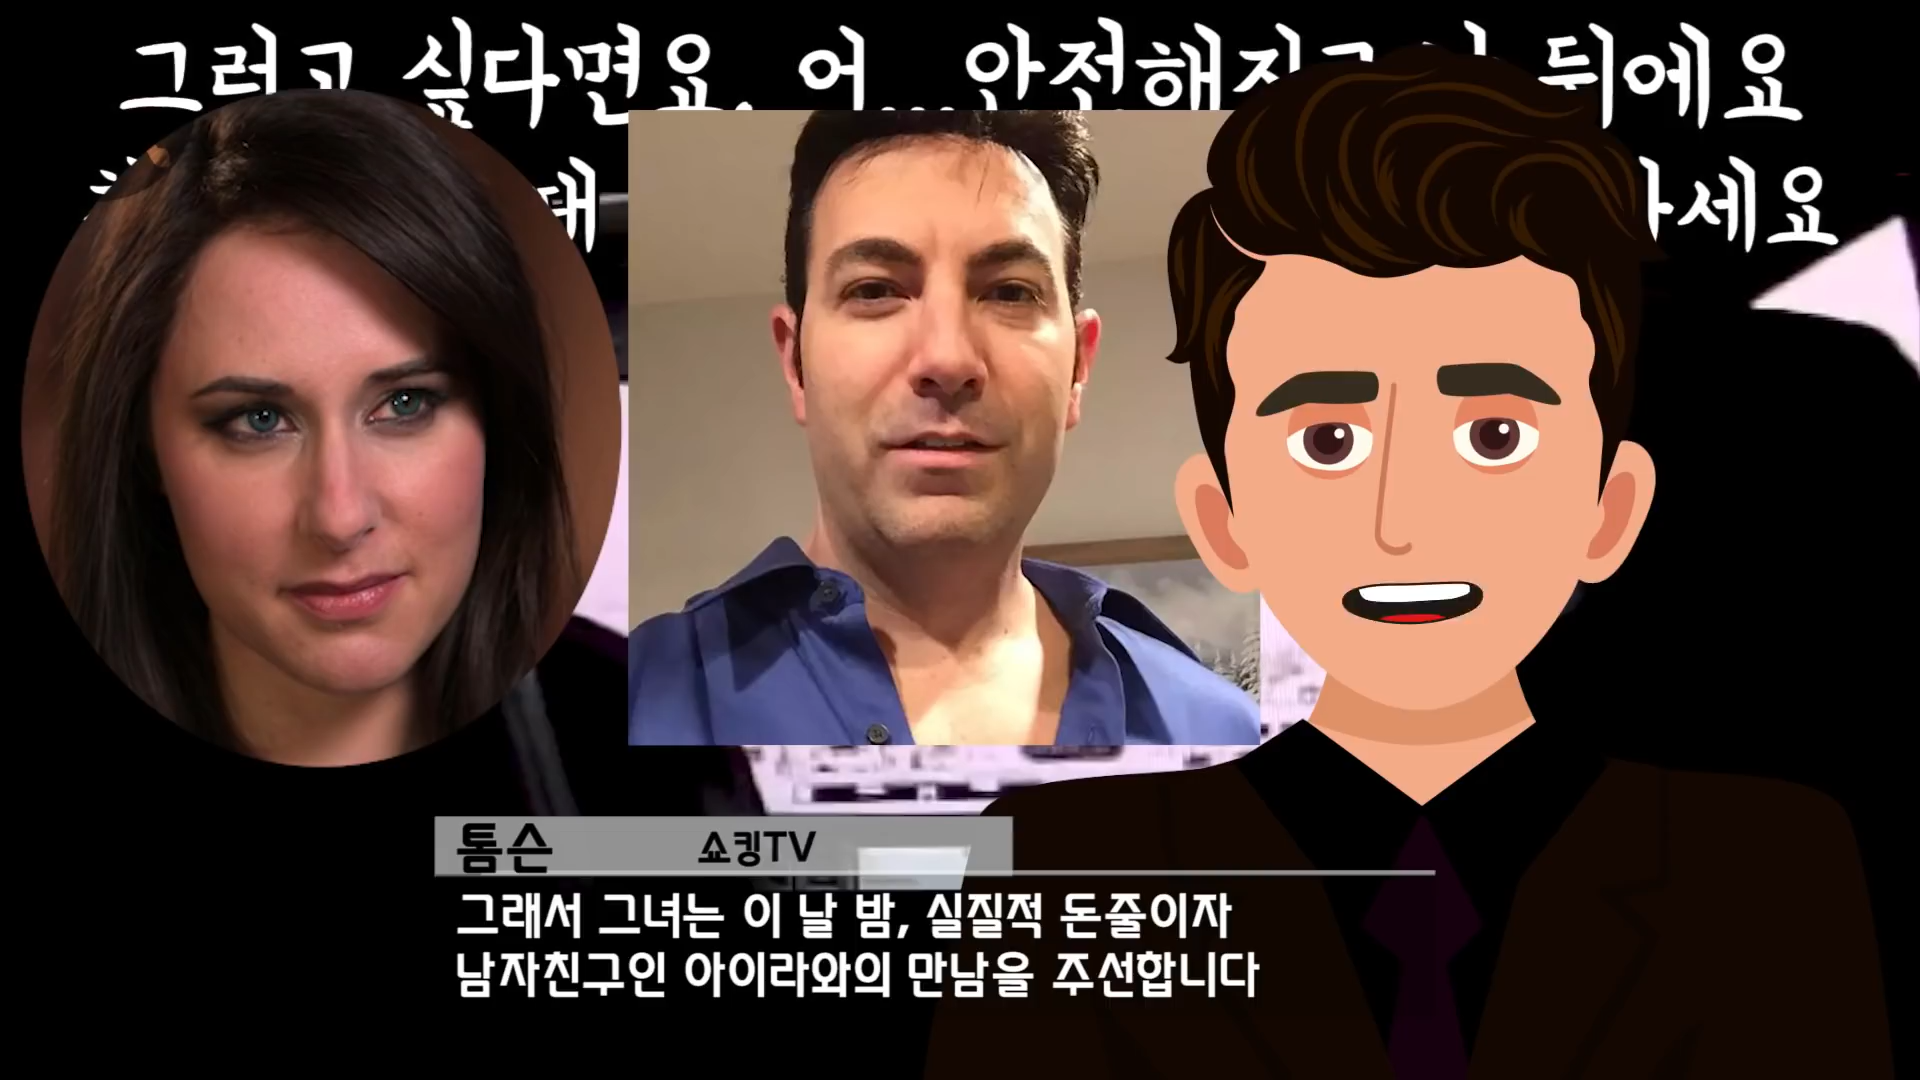 그러고 싶다면요. 어...안전해지 뒤에요
세요
톰슨 쇼킹TV
그래서 그녀는 이 날 밤, 실질적 돈줄이자
남자친구인 아이라와의 만남을 주선합니다